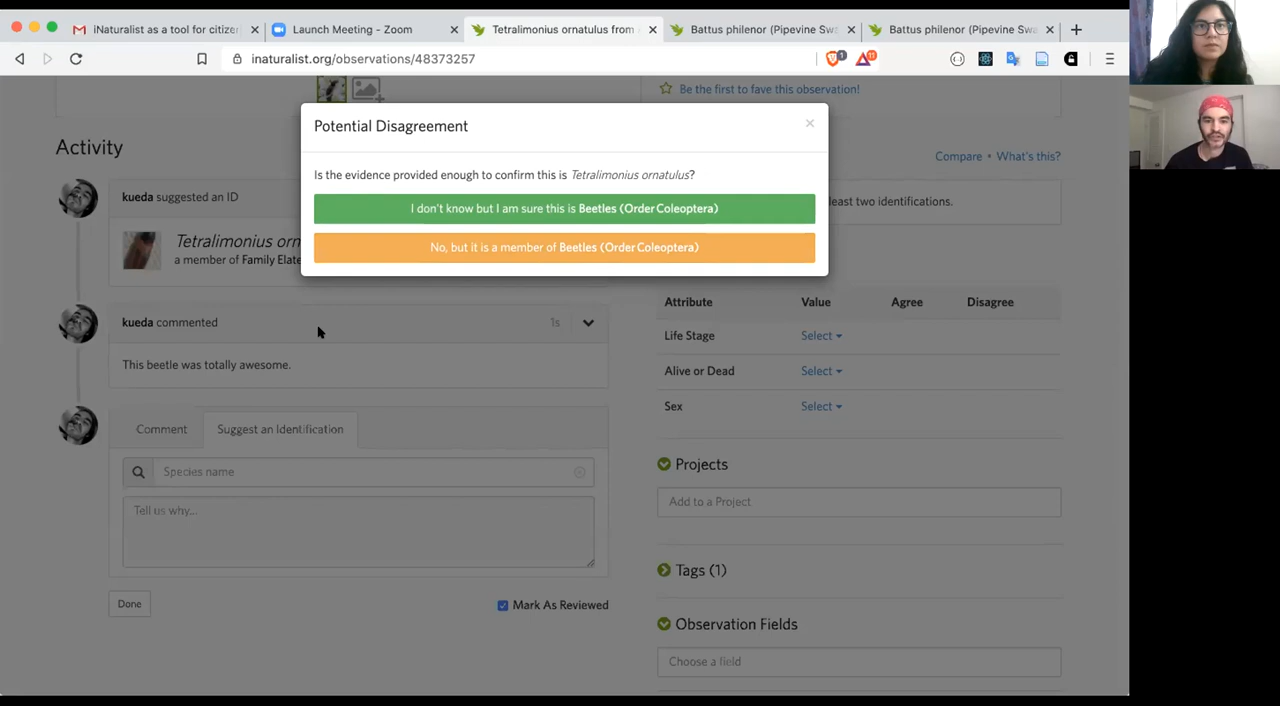 iNaturalist as a tool for citizen
Launch Meeting - Zoom
Tetralimonius ornatulus from
Battus philenor (Pipevine Swa
Battus philenor (Pipevine Swa
inaturalist.org/observations/48373257
1
11
Be the first to fave this observation!
Potential Disagreement
×
Is the evidence provided enough to confirm this is Tetralimonius ornatulus?
I don't know but I am sure this is Beetles (Order Coleoptera)
No, but it is a member of Beetles (Order Coleoptera)
Activity
Compare • What's this?
kueda suggested an ID
Tetralimonius orn
a member of Family Elate
least two identifications.
kueda commented
1s
This beetle was totally awesome.
Comment
Suggest an Identification
Species name
Tell us why...
Done
Mark As Reviewed
Attribute Value Agree Disagree
Life Stage Select
Alive or Dead Select
Sex Select
Projects
Add to a Project
Tags (1)
Observation Fields
Choose a field